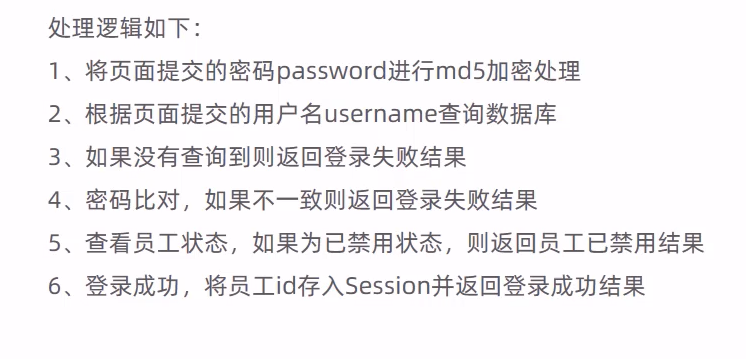 处理逻辑如下：
1、将页面提交的密码password进行md5加密处理
2、根据页面提交的用户名username查询数据库
3、如果没有查询到则返回登录失败结果
4、密码比对，如果不一致则返回登录失败结果
5、查看员工状态，如果为已禁用状态，则返回员工已禁用结果
6、登录成功，将员工id存入Session并返回登录成功结果